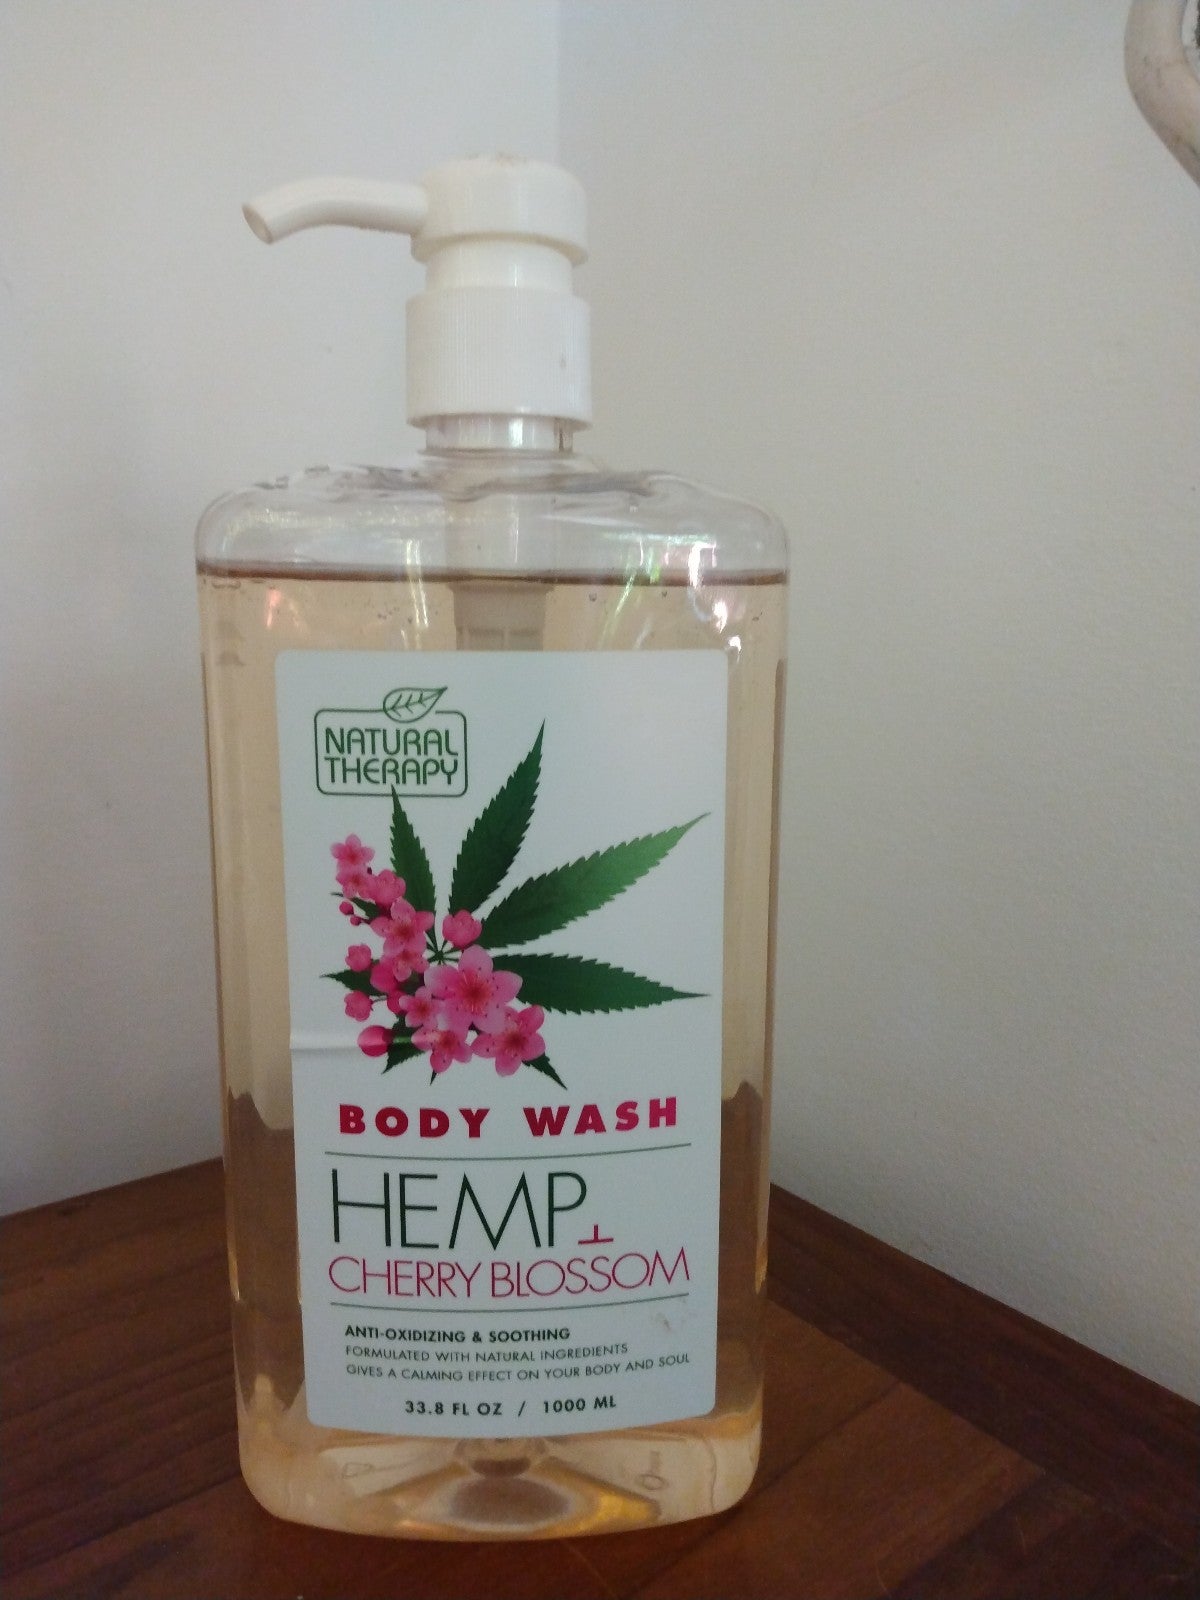 NATURAL
THERAPY
BODY WASH
HEMP+
CHERRY BLOSSOM
ANTI-OXIDIZING & SOOTHING
FORMULATED WITH NATURAL INGREDIENTS
GIVES A CALMING EFFECT ON YOUR BODY AND SOUL
33.8 FL OZ / 1000 ML